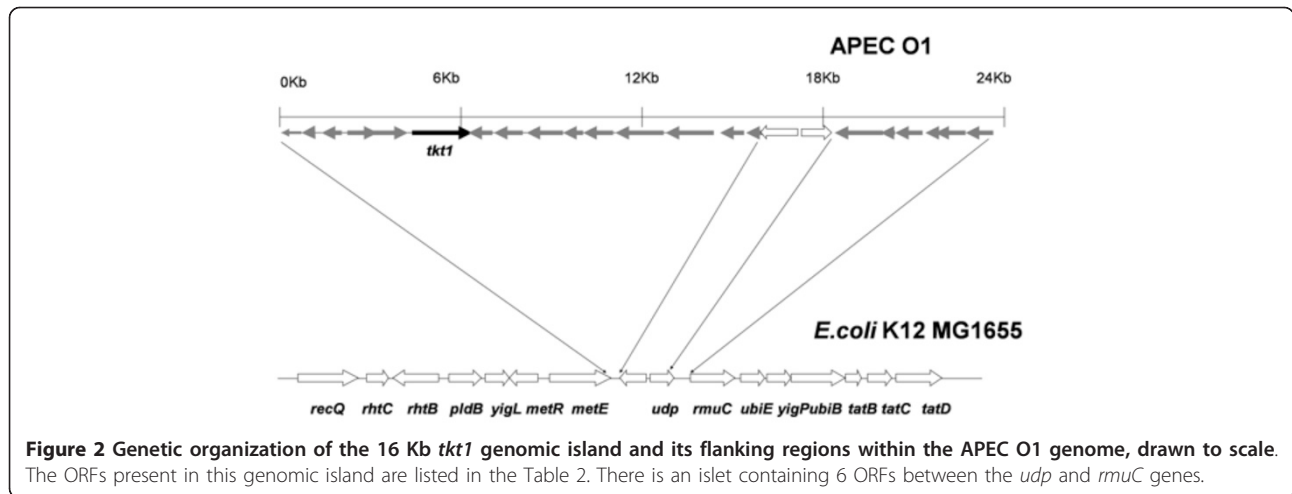 APEC O1
0Kb 6Kb 12Kb 18Kb 24Kb
tkt1
E.coli K12 MG1655
recQ rhtC rhtB pldB yigL metR metE udp rmuC ubiE yigP ubiB tatB tatC tatD
Figure 2 Genetic organization of the 16 Kb tkt1 genomic island and its flanking regions within the APEC O1 genome, drawn to scale.
The ORFs present in this genomic island are listed in the Table 2. There is an islet containing 6 ORFs between the udp and rmuC genes.